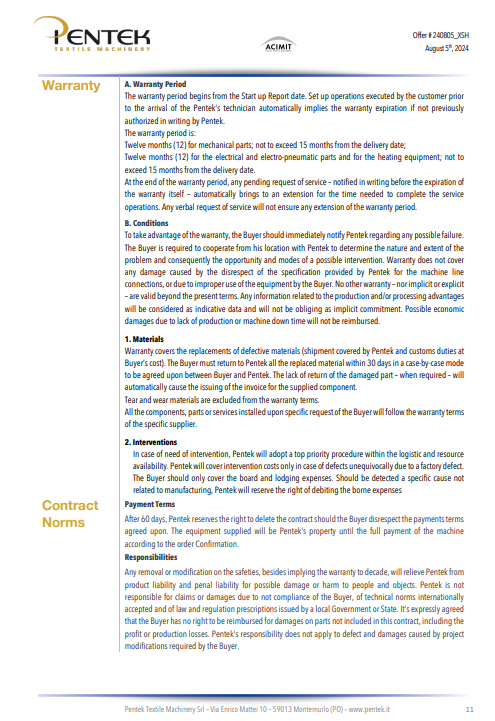 PENTEK
TEXTILE MACHINERY
ACIMIT
Offer # 240805_XSH
August 5th, 2024
Warranty
A. Warranty Period
The warranty period begins from the Start up Report date. Set up operations executed by the customer prior
to the arrival of the Pentek's technician automatically implies the warranty expiration if not previously
authorized in writing by Pentek.
The warranty period is:
Twelve months (12) for mechanical parts; not to exceed 15 months from the delivery date;
Twelve months (12) for the electrical and electro-pneumatic parts and for the heating equipment; not to
exceed 15 months from the delivery date.
At the end of the warranty period, any pending request of service – notified in writing before the expiration of
the warranty itself – automatically brings to an extension for the time needed to complete the service
operations. Any verbal request of service will not ensure any extension of the warranty period.
B. Conditions
To take advantage of the warranty, the Buyer should immediately notify Pentek regarding any possible failure.
The Buyer is required to cooperate from his location with Pentek to determine the nature and extent of the
problem and consequently the opportunity and modes of a possible intervention. Warranty does not cover
any damage caused by the disrespect of the specification provided by Pentek for the machine line
connections, or due to improper use of the equipment by the Buyer. No other warranty – nor implicit or explicit
– are valid beyond the present terms. Any information related to the production and/or processing advantages
will be considered as indicative data and will not be obliging as implicit commitment. Possible economic
damages due to lack of production or machine down time will not be reimbursed.
1. Materials
Warranty covers the replacements of defective materials (shipment covered by Pentek and customs duties at
Buyer's cost). The Buyer must return to Pentek all the replaced material within 30 days in a case-by-case mode
to be agreed upon between Buyer and Pentek. The lack of return of the damaged part – when required – will
automatically cause the issuing of the invoice for the supplied component.
Tear and wear materials are excluded from the warranty terms.
All the components, parts or services installed upon specific request of the Buyer will follow the warranty terms
of the specific supplier.
2. Interventions
In case of need of intervention, Pentek will adopt a top priority procedure within the logistic and resource
availability. Pentek will cover intervention costs only in case of defects unequivocally due to a factory defect.
The Buyer should only cover the board and lodging expenses. Should be detected a specific cause not
related to manufacturing, Pentek will reserve the right of debiting the borne expenses
Contract
Norms
Payment Terms
After 60 days, Pentek reserves the right to delete the contract should the Buyer disrespect the payments terms
agreed upon. The equipment supplied will be Pentek's property until the full payment of the machine
according to the order Confirmation.
Responsibilities
Any removal or modification on the safeties, besides implying the warranty to decade, will relieve Pentek from
product liability and penal liability for possible damage or harm to people and objects. Pentek is not
responsible for claims or damages due to not compliance of the Buyer, of technical norms internationally
accepted and of law and regulation prescriptions issued by a local Government or State. It's expressly agreed
that the Buyer has no right to be reimbursed for damages on parts not included in this contract, including the
profit or production losses. Pentek's responsibility does not apply to defect and damages caused by project
modifications required by the Buyer.
Pentek Textile Machinery Srl – Via Enrico Mattei 10 – 59013 Montemurlo (PO) – www.pentek.it
11